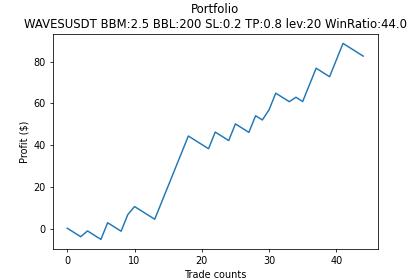 Portfolio
WAVESUSDT BBM:2.5 BBL:200 SL:0.2 TP:0.8 lev:20 WinRatio:44.0
80
60
40
20
0
Profit ($)
0 10 20 30 40
Trade counts